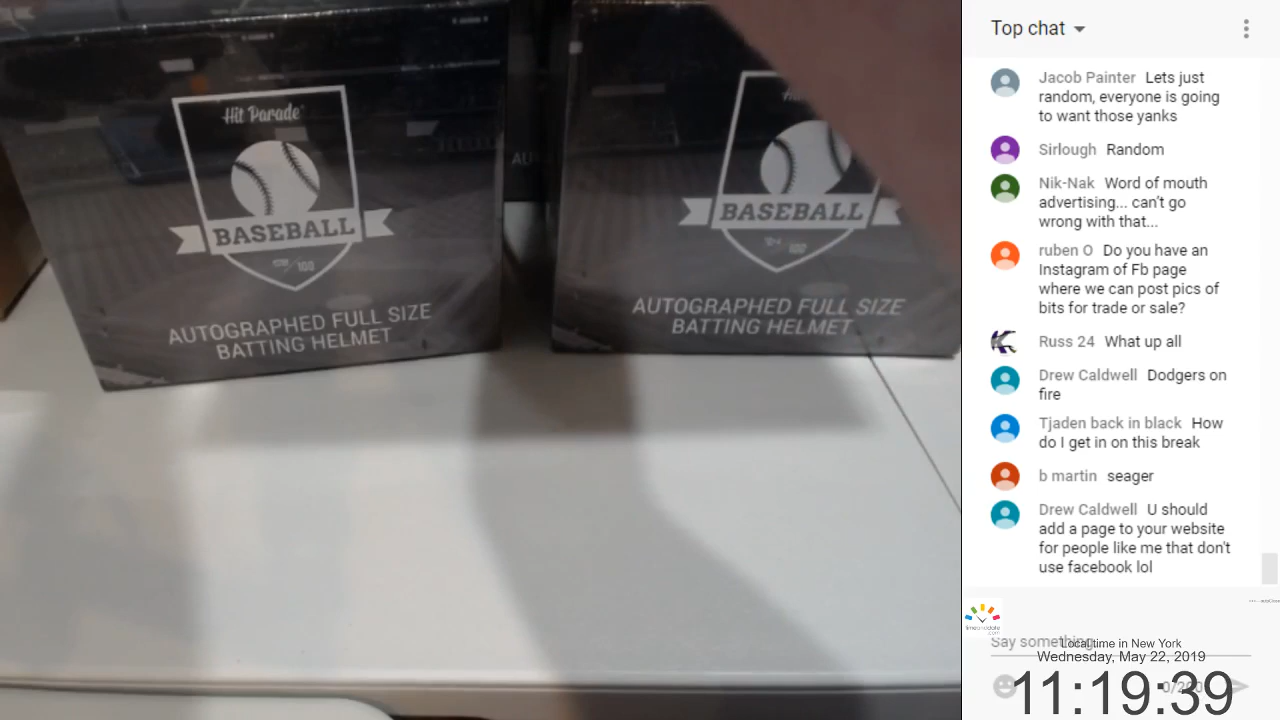 Hit Parade
BASEBALL
/100
AUTOGRAPHED FULL SIZE
BATTING HELMET
AU
BASEBALL
/100
AUTOGRAPHED FULL SIZE
BATTING HELMET
Top chat
Jacob Painter Lets just
random, everyone is going
to want those yanks
Sirlough Random
Nik-Nak Word of mouth
advertising... can't go
wrong with that...
ruben O Do you have an
Instagram of Fb page
where we can post pics of
bits for trade or sale?
Russ 24 What up all
Drew Caldwell Dodgers on
fire
Tjaden back in black How
do I get in on this break
b martin seager
Drew Caldwell U should
add a page to your website
for people like me that don't
use facebook lol
Say something...
Local time in New York
Wednesday, May 22, 2019
11:19:39